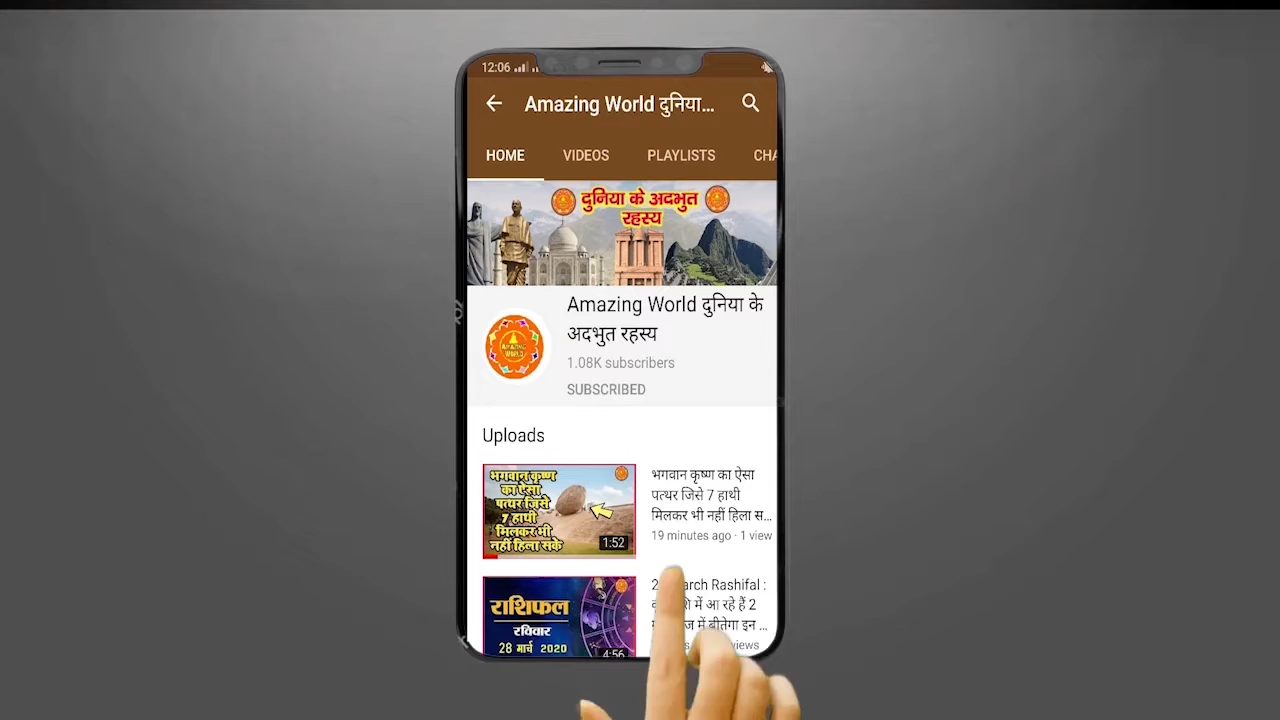 12:06
Amazing World दुनिया...
HOME VIDEOS PLAYLISTS CHA
दुनिया के अदभुत
रहस्य
Amazing World दुनिया के
अदभुत रहस्य
AMAZING
WORLD
1.08K subscribers
SUBSCRIBED
Uploads
भगवान कृष्ण
का ऐसा
पत्थर जिसे
7 हाथी
मिलकर भी
नहीं हिला सके
1:52
भगवान कृष्ण का ऐसा
पत्थर जिसे 7 हाथी
मिलकर भी नहीं हिला स...
19 minutes ago · 1 view
राशिफल
रविवार
28 मार्च 2020
4:56
arch Rashifal :
शि में आ रहे हैं 2
ज में बीतेगा इन ...
views